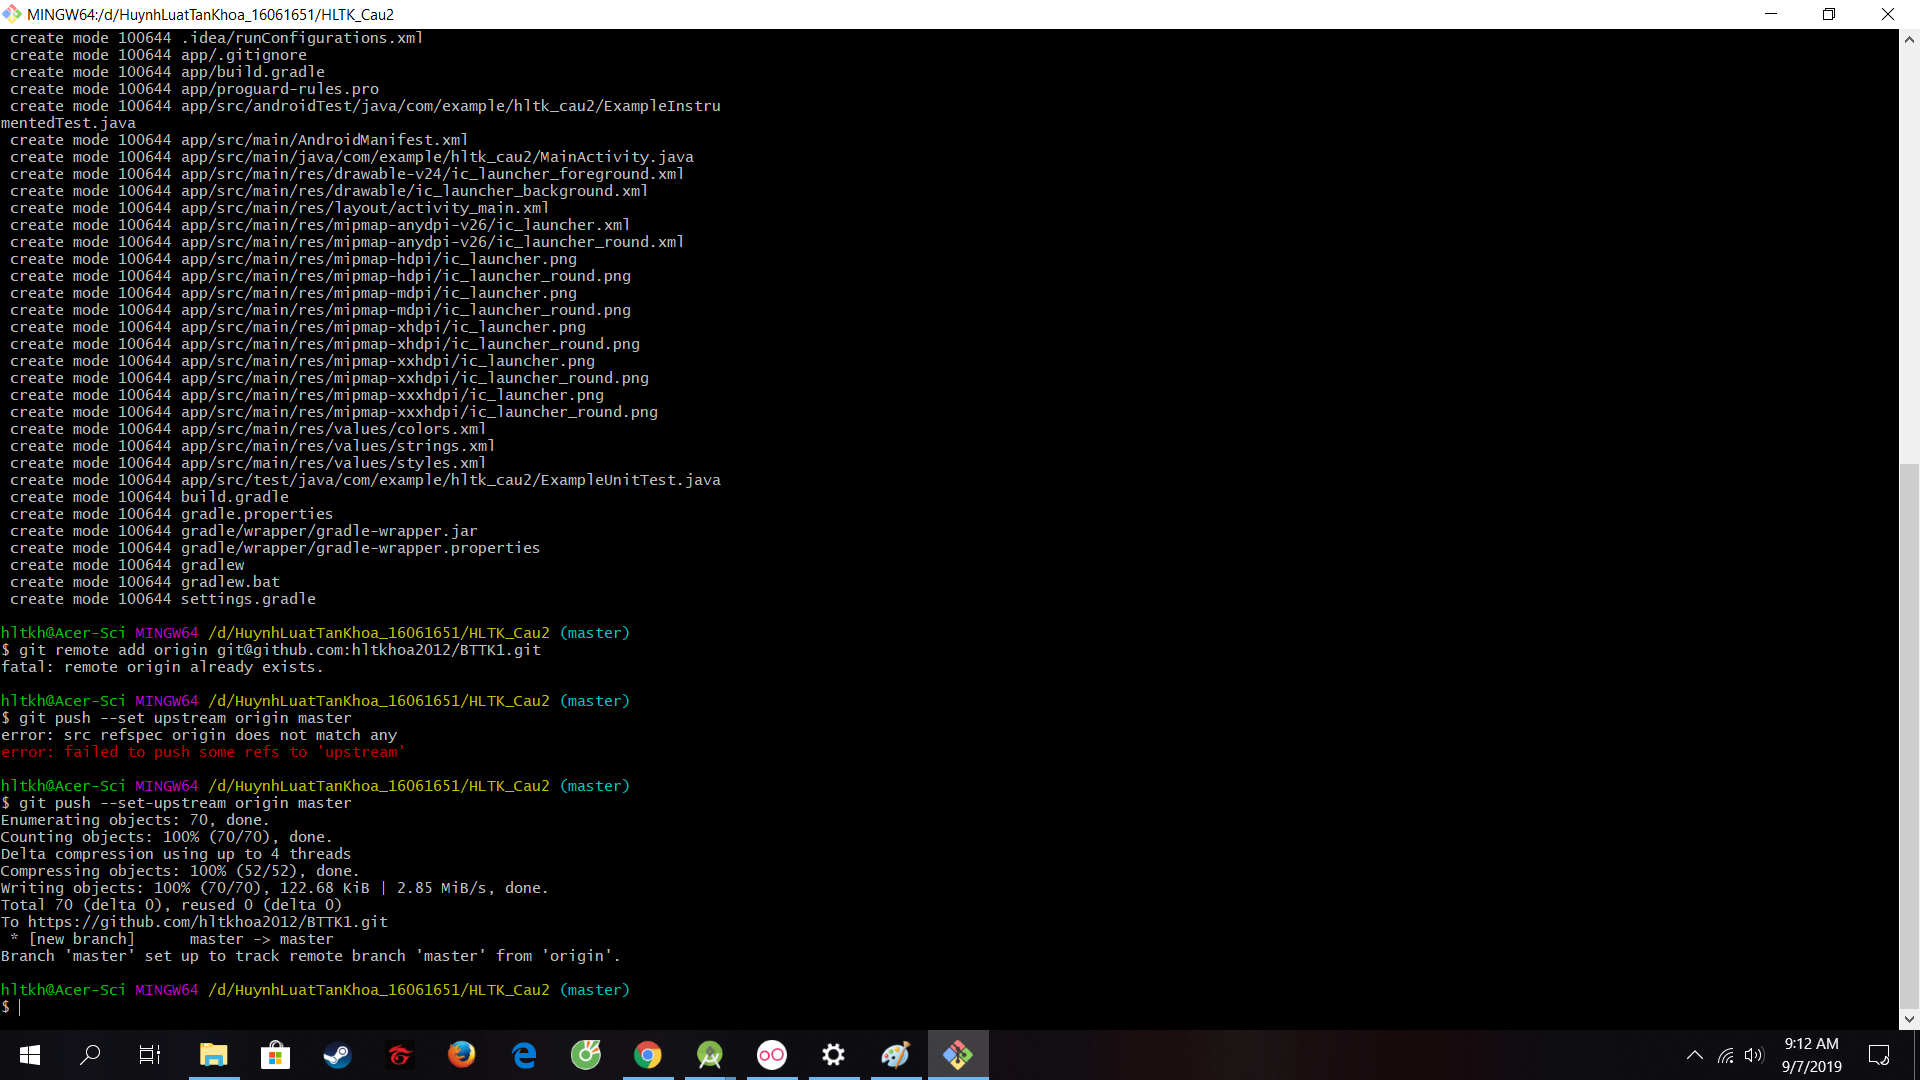 MINGW64:/d/HuynhLuatTanKhoa_16061651/HLTK_Cau2
create mode 100644 .idea/runConfigurations.xml
create mode 100644 app/.gitignore
create mode 100644 app/build.gradle
create mode 100644 app/proguard-rules.pro
create mode 100644 app/src/androidTest/java/com/example/hltk_cau2/ExampleInstru
mentedTest.java
create mode 100644 app/src/main/AndroidManifest.xml
create mode 100644 app/src/main/java/com/example/hltk_cau2/MainActivity.java
create mode 100644 app/src/main/res/drawable-v24/ic_launcher_foreground.xml
create mode 100644 app/src/main/res/drawable/ic_launcher_background.xml
create mode 100644 app/src/main/res/layout/activity_main.xml
create mode 100644 app/src/main/res/mipmap-anydpi-v26/ic_launcher.xml
create mode 100644 app/src/main/res/mipmap-anydpi-v26/ic_launcher_round.xml
create mode 100644 app/src/main/res/mipmap-hdpi/ic_launcher.png
create mode 100644 app/src/main/res/mipmap-hdpi/ic_launcher_round.png
create mode 100644 app/src/main/res/mipmap-mdpi/ic_launcher.png
create mode 100644 app/src/main/res/mipmap-mdpi/ic_launcher_round.png
create mode 100644 app/src/main/res/mipmap-xhdpi/ic_launcher.png
create mode 100644 app/src/main/res/mipmap-xhdpi/ic_launcher_round.png
create mode 100644 app/src/main/res/mipmap-xxhdpi/ic_launcher.png
create mode 100644 app/src/main/res/mipmap-xxhdpi/ic_launcher_round.png
create mode 100644 app/src/main/res/mipmap-xxxhdpi/ic_launcher.png
create mode 100644 app/src/main/res/mipmap-xxxhdpi/ic_launcher_round.png
create mode 100644 app/src/main/res/values/colors.xml
create mode 100644 app/src/main/res/values/strings.xml
create mode 100644 app/src/main/res/values/styles.xml
create mode 100644 app/src/test/java/com/example/hltk_cau2/ExampleUnitTest.java
create mode 100644 build.gradle
create mode 100644 gradle.properties
create mode 100644 gradle/wrapper/gradle-wrapper.jar
create mode 100644 gradle/wrapper/gradle-wrapper.properties
create mode 100644 gradlew
create mode 100644 gradlew.bat
create mode 100644 settings.gradle
hltkh@Acer-Sci MINGW64 /d/HuynhLuatTanKhoa_16061651/HLTK_Cau2 (master)
$ git remote add origin git@github.com:hltkhoa2012/BTTK1.git
fatal: remote origin already exists.
hltkh@Acer-Sci MINGW64 /d/HuynhLuatTanKhoa_16061651/HLTK_Cau2 (master)
$ git push --set upstream origin master
error: src refspec origin does not match any
error: failed to push some refs to 'upstream'
hltkh@Acer-Sci MINGW64 /d/HuynhLuatTanKhoa_16061651/HLTK_Cau2 (master)
$ git push --set-upstream origin master
Enumerating objects: 70, done.
Counting objects: 100% (70/70), done.
Delta compression using up to 4 threads
Compressing objects: 100% (52/52), done.
Writing objects: 100% (70/70), 122.68 KiB | 2.85 MiB/s, done.
Total 70 (delta 0), reused 0 (delta 0)
To https://github.com/hltkhoa2012/BTTK1.git
* [new branch]      master -> master
Branch 'master' set up to track remote branch 'master' from 'origin'.
hltkh@Acer-Sci MINGW64 /d/HuynhLuatTanKhoa_16061651/HLTK_Cau2 (master)
$
9:12 AM
9/7/2019